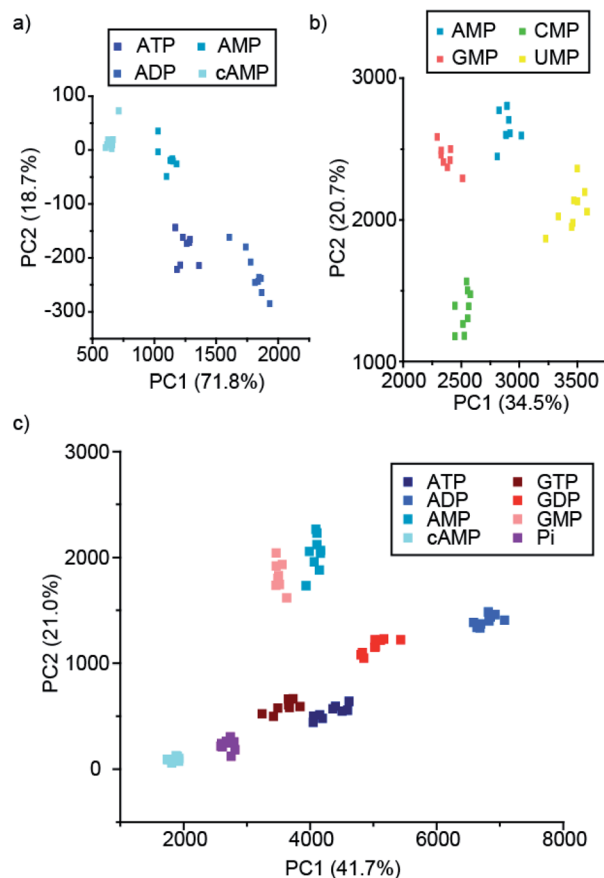 a)
ATP AMP
ADP cAMP
100
0
-100
-200
-300
PC2 (18.7%)
500 1000 1500 2000
PC1 (71.8%)
b)
AMP CMP
GMP UMP
3000
2000
1000
PC2 (20.7%)
2000 2500 3000 3500
PC1 (34.5%)
c)
ATP GTP
ADP GDP
AMP GMP
cAMP Pi
3000
2000
1000
0
PC2 (21.0%)
2000 4000 6000 8000
PC1 (41.7%)